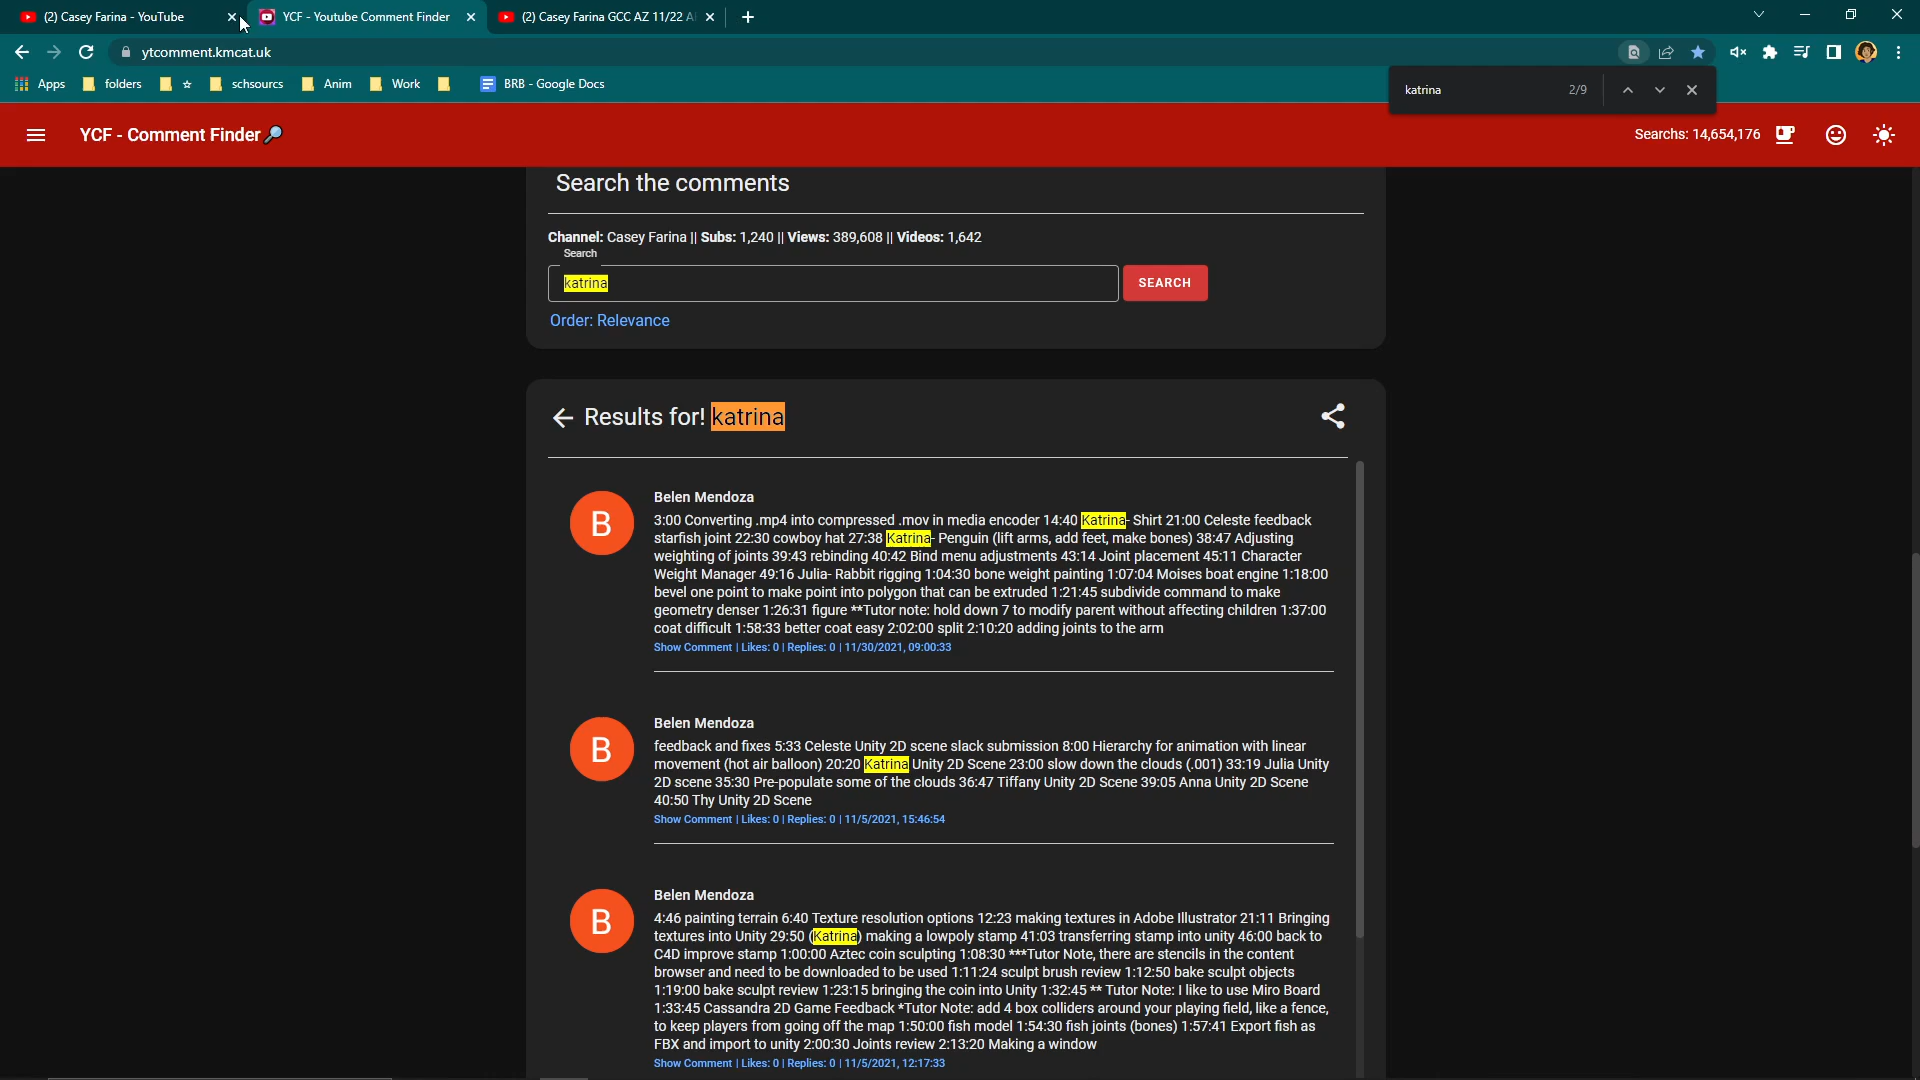 (2) Casey Farina - YouTube
YCF - Youtube Comment Finder
(2) Casey Farina GCC AZ 11/22 A
ytcomment.kmcat.uk
Apps
folders
schsourcs
Anim
Work
BRB - Google Docs
katrina
2/9
YCF - Comment Finder
Searchs: 14,654,176
Search the comments
Channel: Casey Farina || Subs: 1,240 || Views: 389,608 || Videos: 1,642
Search
katrina
SEARCH
Order: Relevance
Results for! katrina
B
Belen Mendoza
3:00 Converting .mp4 into compressed .mov in media encoder 14:40 Katrina- Shirt 21:00 Celeste feedback
starfish joint 22:30 cowboy hat 27:38 Katrina- Penguin (lift arms, add feet, make bones) 38:47 Adjusting
weighting of joints 39:43 rebinding 40:42 Bind menu adjustments 43:14 Joint placement 45:11 Character
Weight Manager 49:16 Julia- Rabbit rigging 1:04:30 bone weight painting 1:07:04 Moises boat engine 1:18:00
bevel one point to make point into polygon that can be extruded 1:21:45 subdivide command to make
geometry denser 1:26:31 figure **Tutor note: hold down 7 to modify parent without affecting children 1:37:00
coat difficult 1:58:33 better coat easy 2:02:00 split 2:10:20 adding joints to the arm
Show Comment | Likes: 0 | Replies: 0 | 11/30/2021, 09:00:33
B
Belen Mendoza
feedback and fixes 5:33 Celeste Unity 2D scene slack submission 8:00 Hierarchy for animation with linear
movement (hot air balloon) 20:20 Katrina Unity 2D Scene 23:00 slow down the clouds (.001) 33:19 Julia Unity
2D scene 35:30 Pre-populate some of the clouds 36:47 Tiffany Unity 2D Scene 39:05 Anna Unity 2D Scene
40:50 Thy Unity 2D Scene
Show Comment | Likes: 0 | Replies: 0 | 11/5/2021, 15:46:54
B
Belen Mendoza
4:46 painting terrain 6:40 Texture resolution options 12:23 making textures in Adobe Illustrator 21:11 Bringing
textures into Unity 29:50 (Katrina) making a lowpoly stamp 41:03 transferring stamp into unity 46:00 back to
C4D improve stamp 1:00:00 Aztec coin sculpting 1:08:30 ***Tutor Note, there are stencils in the content
browser and need to be downloaded to be used 1:11:24 sculpt brush review 1:12:50 bake sculpt objects
1:19:00 bake sculpt review 1:23:15 bringing the coin into Unity 1:32:45 ** Tutor Note: I like to use Miro Board
1:33:45 Cassandra 2D Game Feedback *Tutor Note: add 4 box colliders around your playing field, like a fence,
to keep players from going off the map 1:50:00 fish model 1:54:30 fish joints (bones) 1:57:41 Export fish as
FBX and import to unity 2:00:30 Joints review 2:13:20 Making a window
Show Comment | Likes: 0 | Replies: 0 | 11/5/2021, 12:17:33